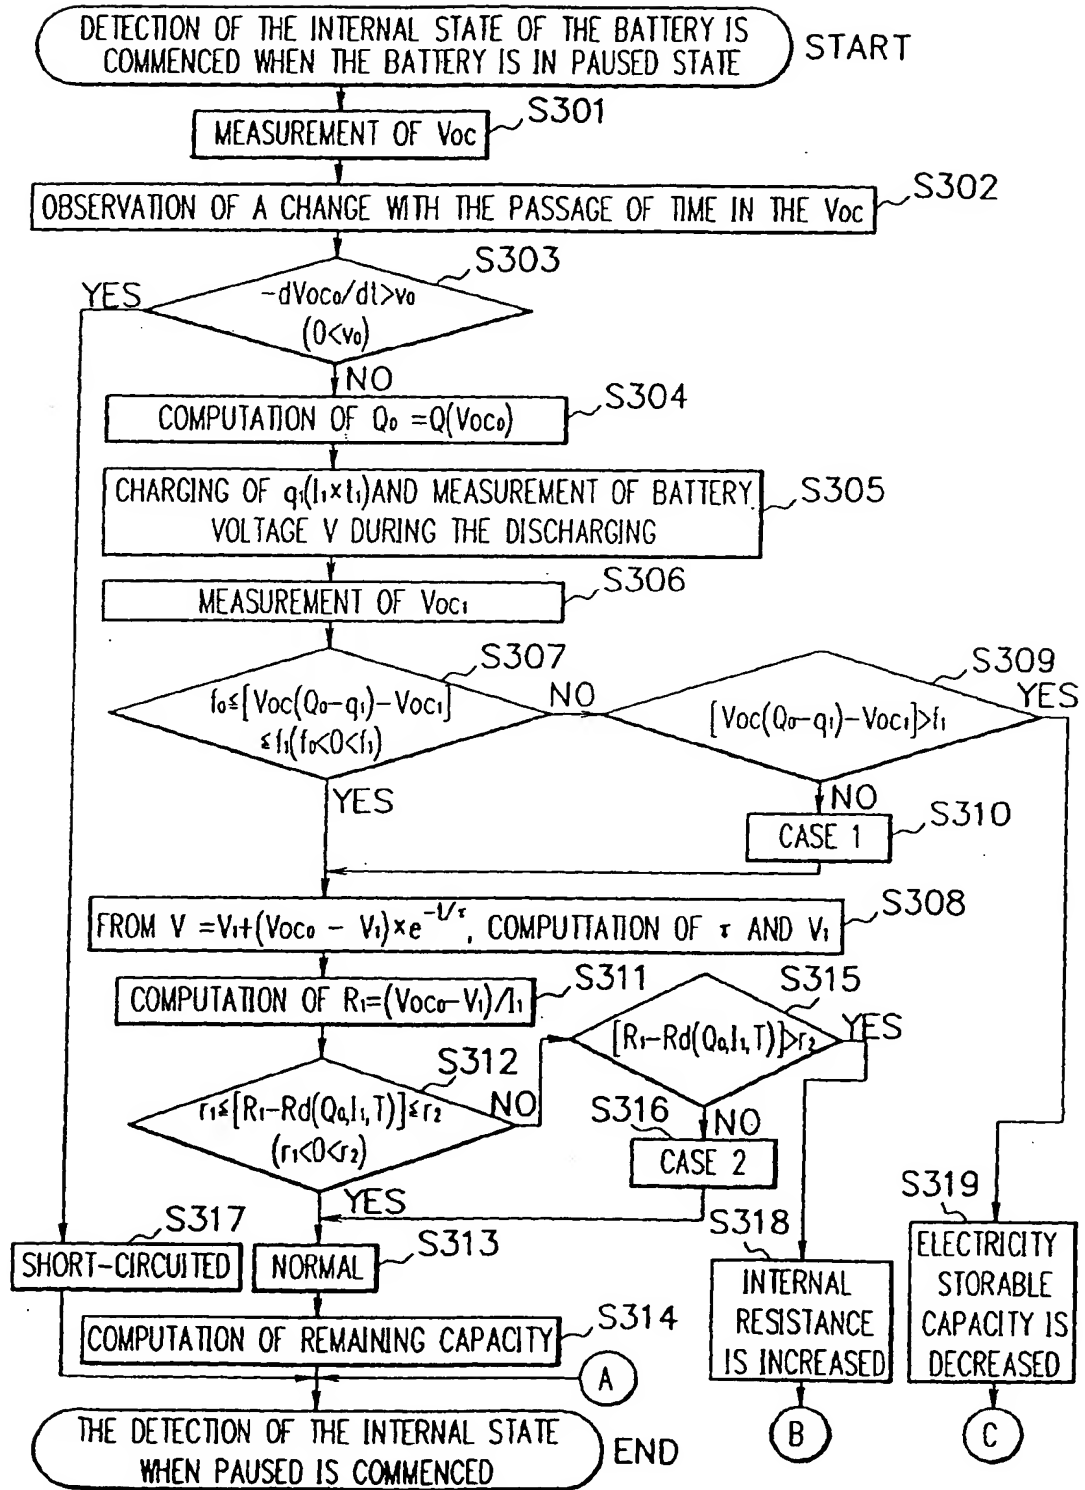 DETECTION OF THE INTERNAL STATE OF THE BATTERY IS
COMMENCED WHEN THE BATTERY IS IN PAUSED STATE
START
S301
MEASUREMENT OF Voc
S302
OBSERVATION OF A CHANGE WITH THE PASSAGE OF TIME IN THE Voc
S303
YES
-dVoc₀/dt>v₀
(0<v₀)
NO
S304
COMPUTATION OF Q₀ =Q(Voc₀)
S305
CHARGING OF q₁(I₁×t₁)AND MEASUREMENT OF BATTERY
VOLTAGE V DURING THE DISCHARGING
S306
MEASUREMENT OF Voc₁
S307
f₀≤[Voc(Q₀-q₁)-Voc₁]
≤f₁(f₀<0<f₁)
NO
YES
S309
[Voc(Q₀-q₁)-Voc₁]>f₁
YES
NO
S310
CASE 1
S308
FROM V =V₁+(Voc₀ - V₁)×e^(-t/τ), COMPUTTATION OF τ AND V₁
S311
COMPUTATION OF R₁=(Voc₀-V₁)/I₁
S315
[R₁-Rd(Q₀,I₁,T)]>r₂
YES
NO
S312
r₁≤[R₁-Rd(Q₀,I₁,T)]≤r₂
(r₁<0<r₂)
NO
YES
S316
CASE 2
S317
SHORT-CIRCUITED
S313
NORMAL
S318
INTERNAL
RESISTANCE
IS INCREASED
S319
ELECTRICITY
STORABLE
CAPACITY IS
DECREASED
S314
COMPUTATION OF REMAINING CAPACITY
A
B
C
THE DETECTION OF THE INTERNAL STATE
WHEN PAUSED IS COMMENCED
END